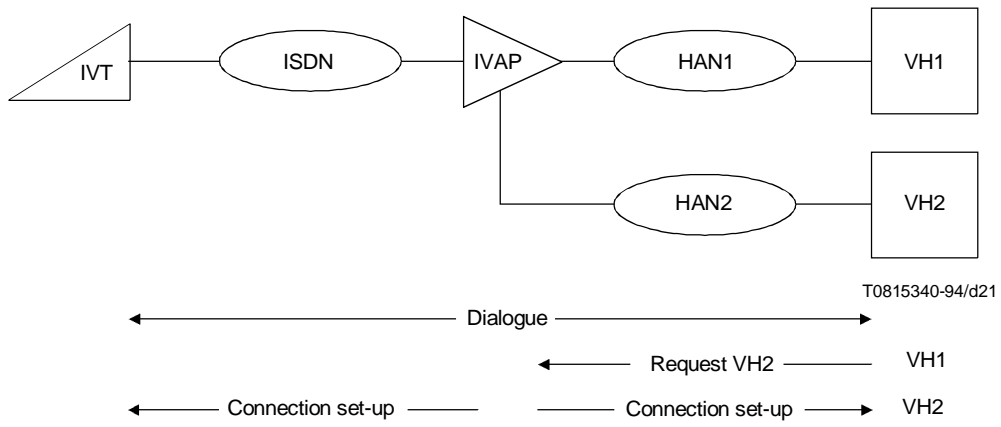 IVT ISDN IVAP HAN1 VH1
HAN2 VH2
T0815340-94/d21
Dialogue
Request VH2 VH1
Connection set-up Connection set-up VH2